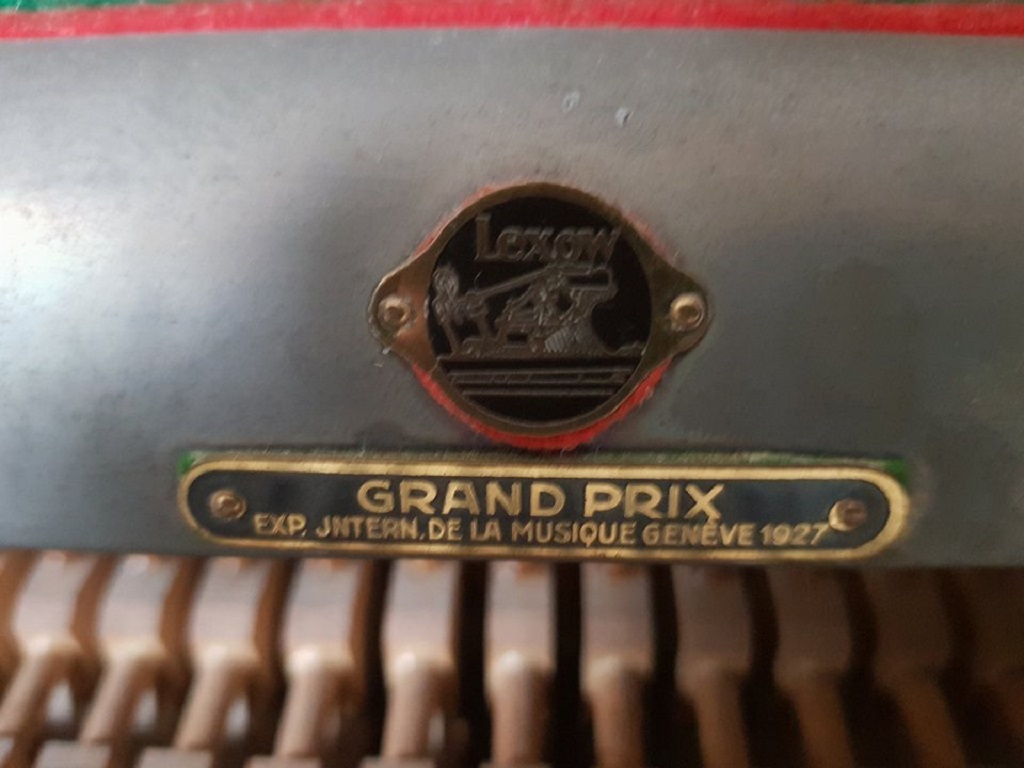 Lexow
GRAND PRIX
EXP. JNTERN. DE LA MUSIQUE GENÈVE 1927